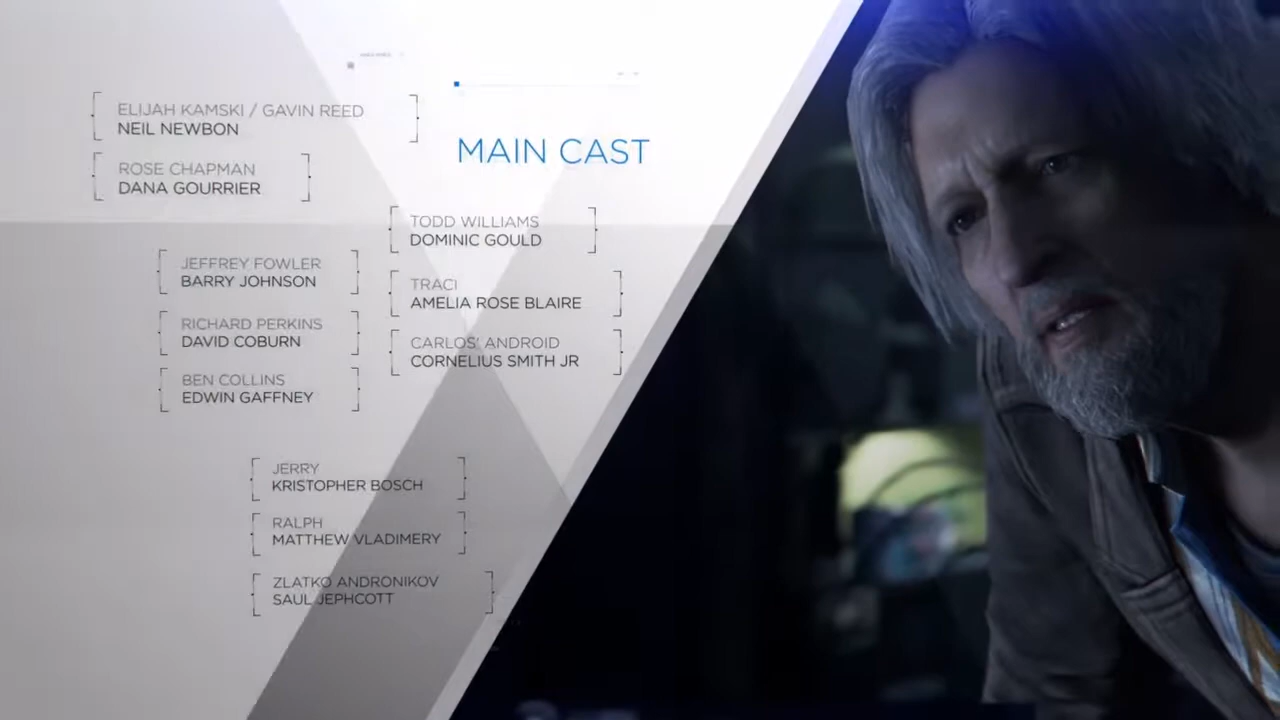 ELIJAH KAMSKI / GAVIN REED
NEIL NEWBON
ROSE CHAPMAN
DANA GOURRIER
MAIN CAST
TODD WILLIAMS
DOMINIC GOULD
JEFFREY FOWLER
BARRY JOHNSON
TRACI
AMELIA ROSE BLAIRE
RICHARD PERKINS
DAVID COBURN
CARLOS' ANDROID
CORNELIUS SMITH JR
BEN COLLINS
EDWIN GAFFNEY
JERRY
KRISTOPHER BOSCH
RALPH
MATTHEW VLADIMERY
ZLATKO ANDRONIKOV
SAUL JEPHCOTT